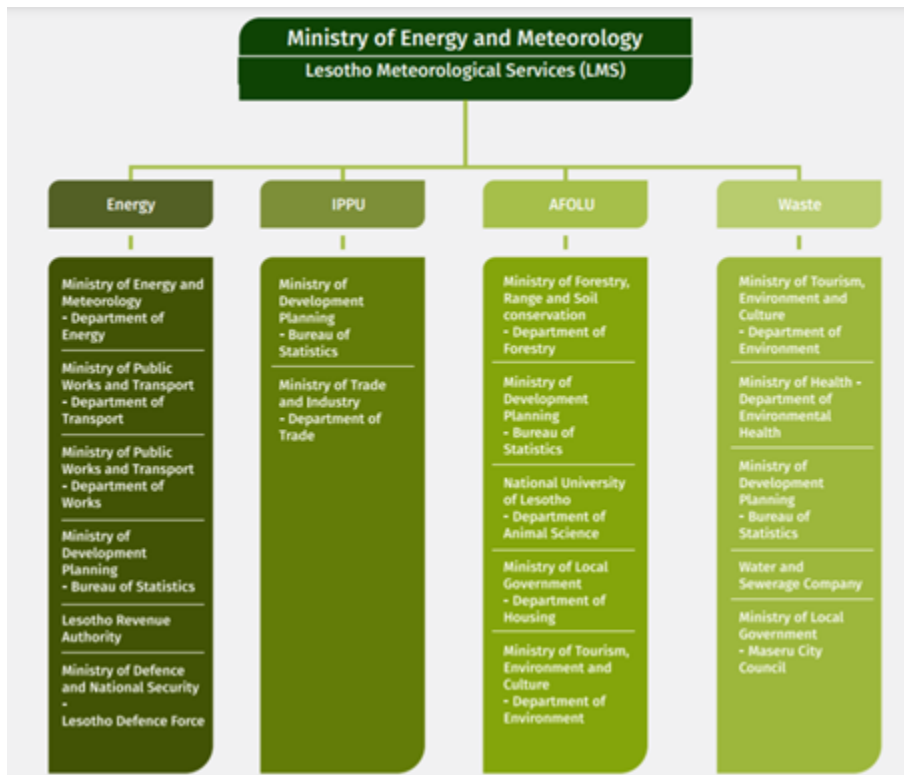 Ministry of Energy and Meteorology
Lesotho Meteorological Services (LMS)
Energy
IPPU
AFOLU
Waste
Ministry of Energy and
Meteorology
- Department of
Energy
Ministry of Public
Works and Transport
- Department of
Transport
Ministry of Public
Works and Transport
- Department of
Works
Ministry of
Development
Planning
- Bureau of Statistics
Lesotho Revenue
Authority
Ministry of Defence
and National Security
-
Lesotho Defence Force
Ministry of
Development
Planning
- Bureau of
Statistics
Ministry of Trade
and Industry
- Department of
Trade
Ministry of Forestry,
Range and Soil
conservation
- Department of
Forestry
Ministry of
Development
Planning
- Bureau of
Statistics
National University
of Lesotho
- Department of
Animal Science
Ministry of Local
Government
- Department of
Housing
Ministry of Tourism,
Environment and
Culture
- Department of
Environment
Ministry of Tourism,
Environment and
Culture
- Department of
Environment
Ministry of Health -
Department of
Environmental
Health
Ministry of
Development
Planning
- Bureau of
Statistics
Water and
Sewerage Company
Ministry of Local
Government
- Maseru City
Council